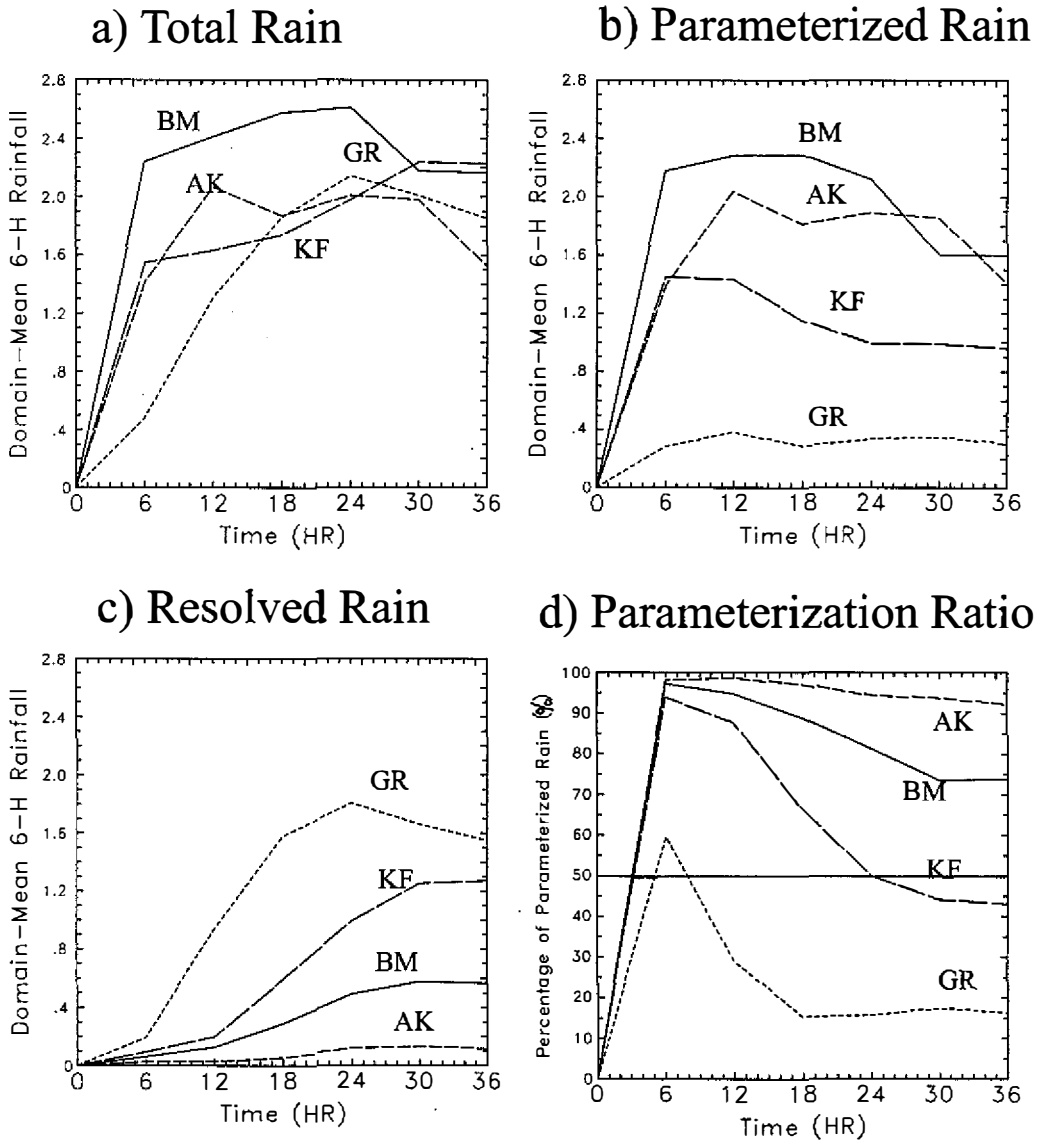 a) Total Rain
Domain-Mean 6-H Rainfall
2.8
2.4
2.0
1.6
1.2
.8
.4
0
BM
AK
GR
KF
0 6 12 18 24 30 36
Time (HR)
b) Parameterized Rain
Domain-Mean 6-H Rainfall
2.8
2.4
2.0
1.6
1.2
.8
.4
0
BM
AK
KF
GR
0 6 12 18 24 30 36
Time (HR)
c) Resolved Rain
Domain-Mean 6-H Rainfall
2.8
2.4
2.0
1.6
1.2
.8
.4
0
GR
KF
BM
AK
0 6 12 18 24 30 36
Time (HR)
d) Parameterization Ratio
Percentage of Parameterized Rain (%)
100
90
80
70
60
50
40
30
20
10
0
AK
BM
KF
GR
0 6 12 18 24 30 36
Time (HR)